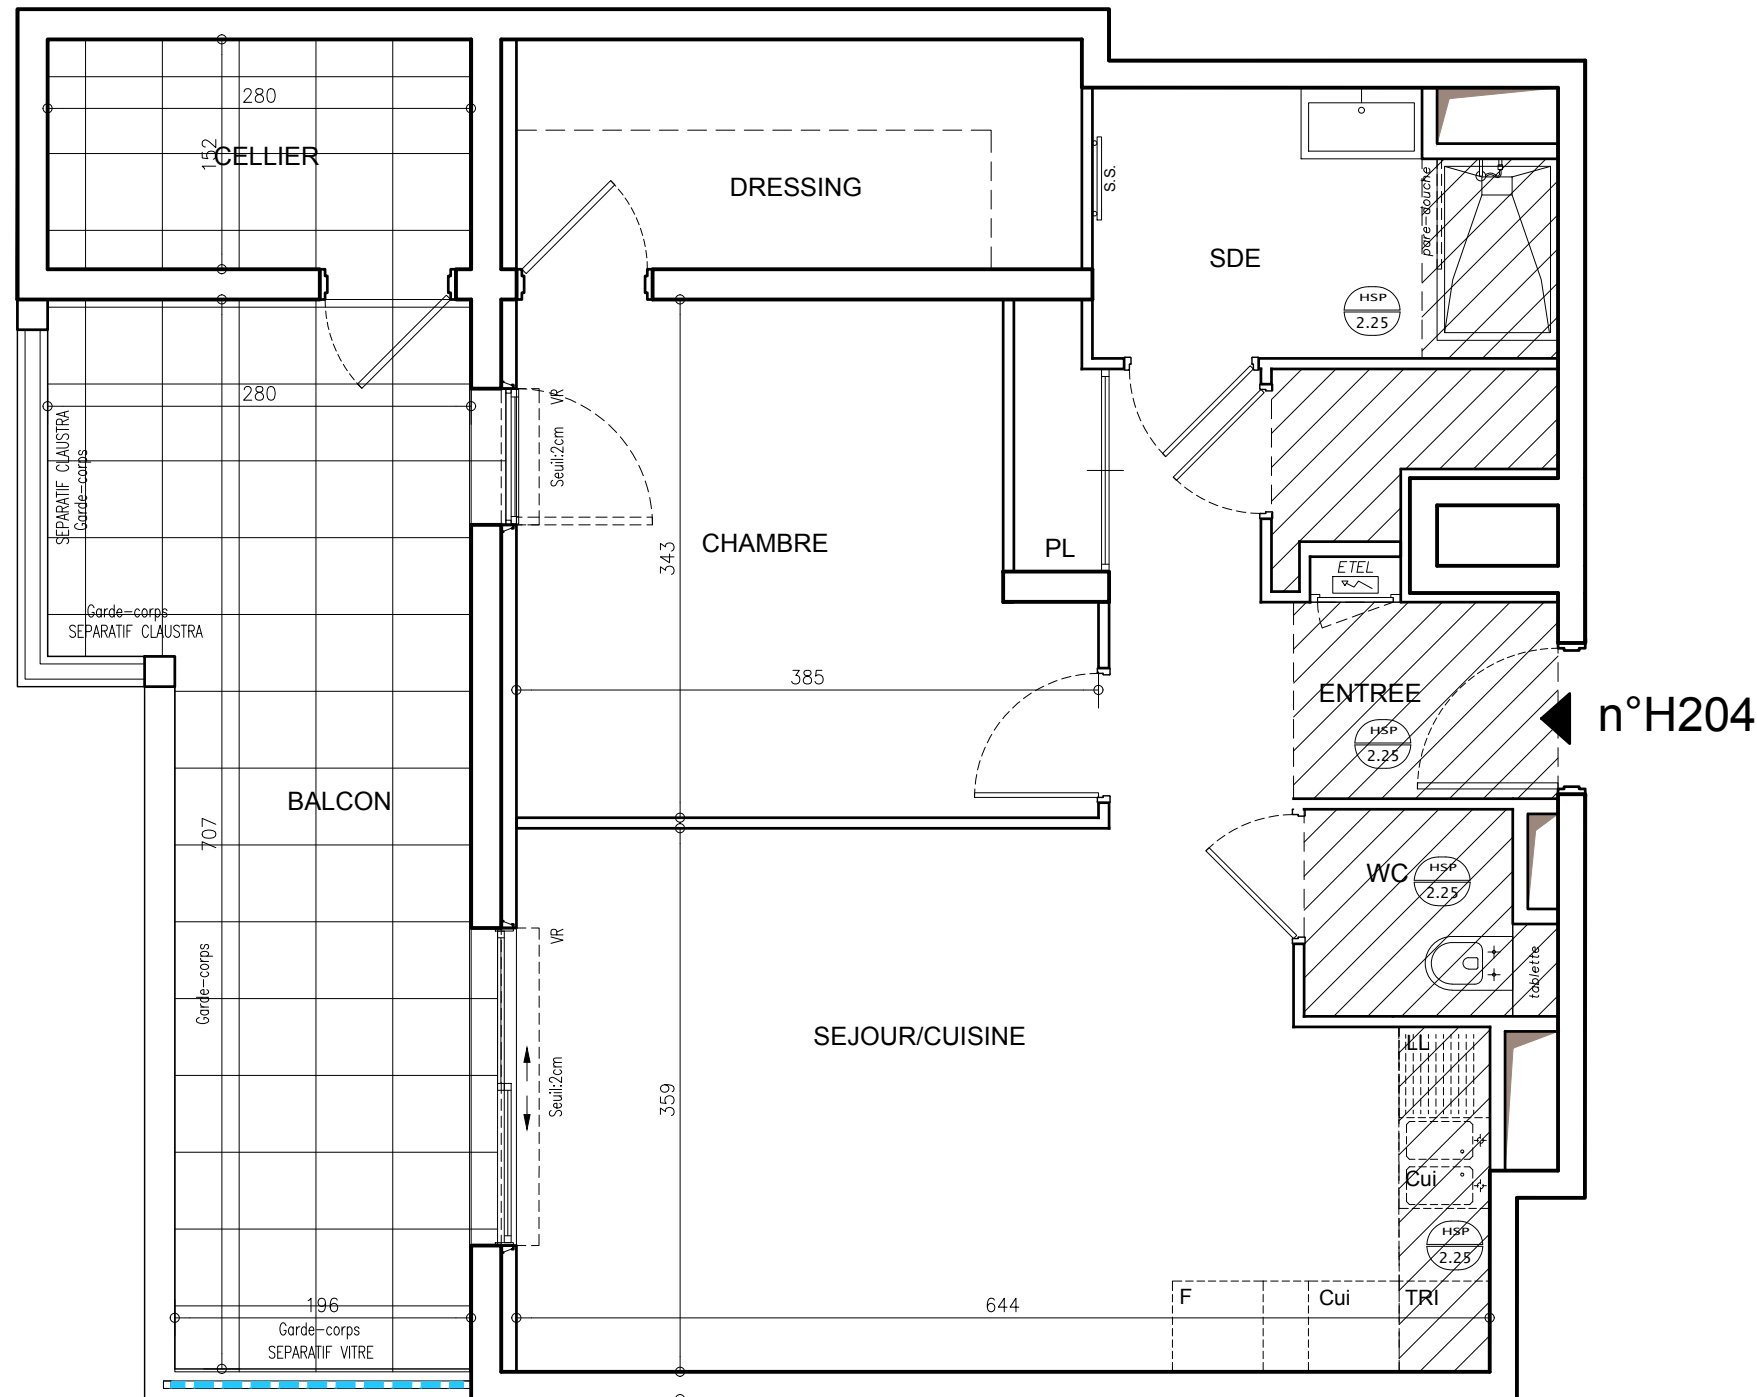 280
152
CELLIER
DRESSING
s.s.
pare-douche
SDE
HSP
2.25
280
VR
Seuil:2cm
SEPARATIF CLAUSTRA
Garde-corps
CHAMBRE
343
PL
ETEL
Garde-corps
SEPARATIF CLAUSTRA
385
ENTREE
HSP
2.25
n°H204
BALCON
707
WC
HSP
2.25
tablette
VR
Garde-corps
Seuil:2cm
SEJOUR/CUISINE
359
LL
Cui
HSP
2.25
196
644
F
Cui
TRI
Garde-corps
SEPARATIF VITRE